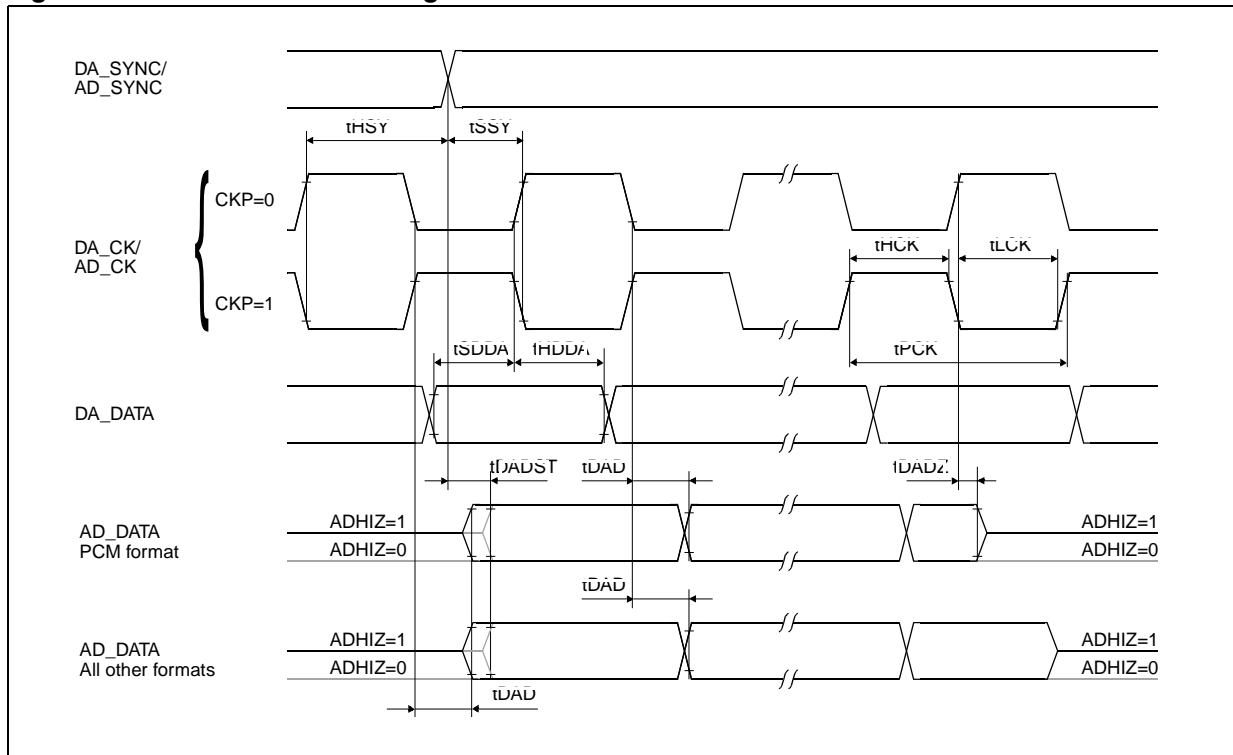 DA_SYNC/
AD_SYNC
tHSY
tSSY
CKP=0
DA_CK/
AD_CK
tHCK
tLCK
CKP=1
tSDDA
tHDDA
tPCK
DA_DATA
tDADST
tDAD
tDADZ
AD_DATA
PCM format
ADHIZ=1
ADHIZ=0
ADHIZ=1
ADHIZ=0
tDAD
AD_DATA
All other formats
ADHIZ=1
ADHIZ=0
ADHIZ=1
ADHIZ=0
tDAD